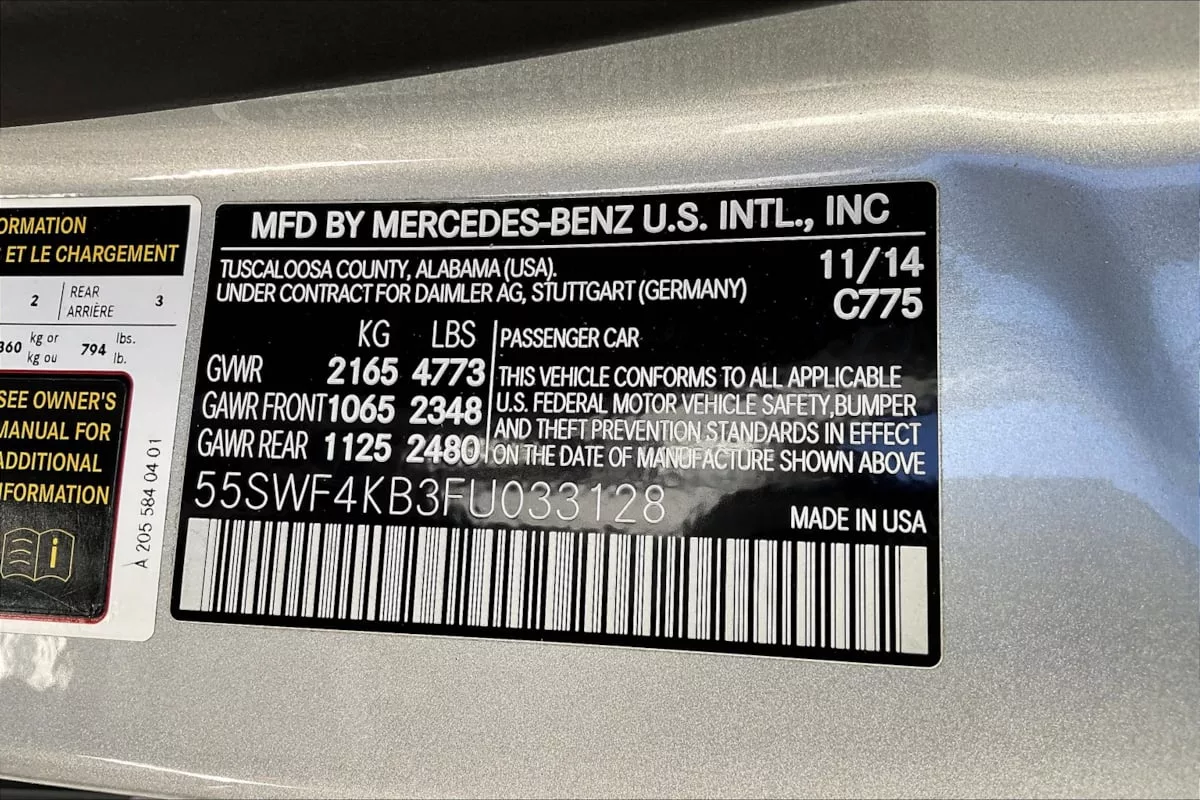 ORMATION
ET LE CHARGEMENT
2 REAR ARRIÈRE 3
360 kg or kg ou 794 lbs. lb.
SEE OWNER'S
MANUAL FOR
ADDITIONAL
NFORMATION
i
A 205 584 04 01
MFD BY MERCEDES-BENZ U.S. INTL., INC
TUSCALOOSA COUNTY, ALABAMA (USA).
UNDER CONTRACT FOR DAIMLER AG, STUTTGART (GERMANY)
11/14
C775
KG LBS
GVWR 2165 4773
GAWR FRONT 1065 2348
GAWR REAR 1125 2480
PASSENGER CAR
THIS VEHICLE CONFORMS TO ALL APPLICABLE
U.S. FEDERAL MOTOR VEHICLE SAFETY,BUMPER
AND THEFT PREVENTION STANDARDS IN EFFECT
ON THE DATE OF MANUFACTURE SHOWN ABOVE
55SWF4KB3FU033128
MADE IN USA